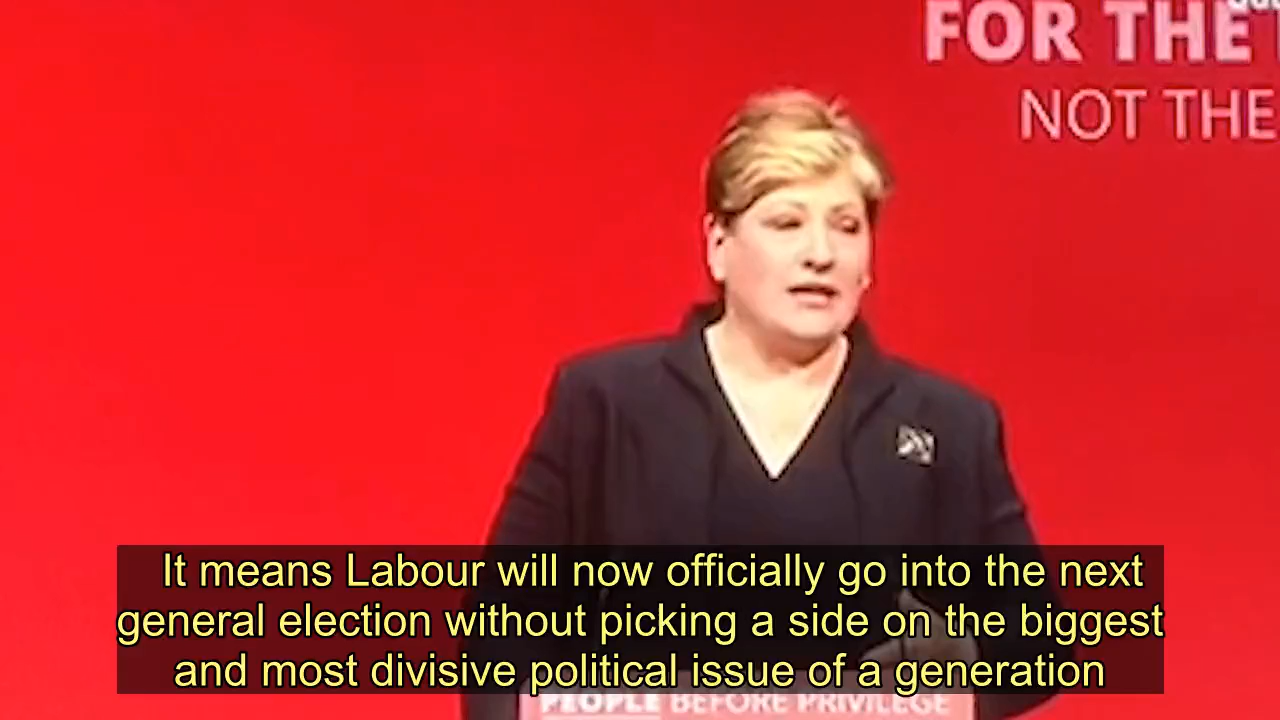 FOR THE
NOT THE
It means Labour will now officially go into the next
general election without picking a side on the biggest
and most divisive political issue of a generation
PEOPLE BEFORE PRIVILEGE